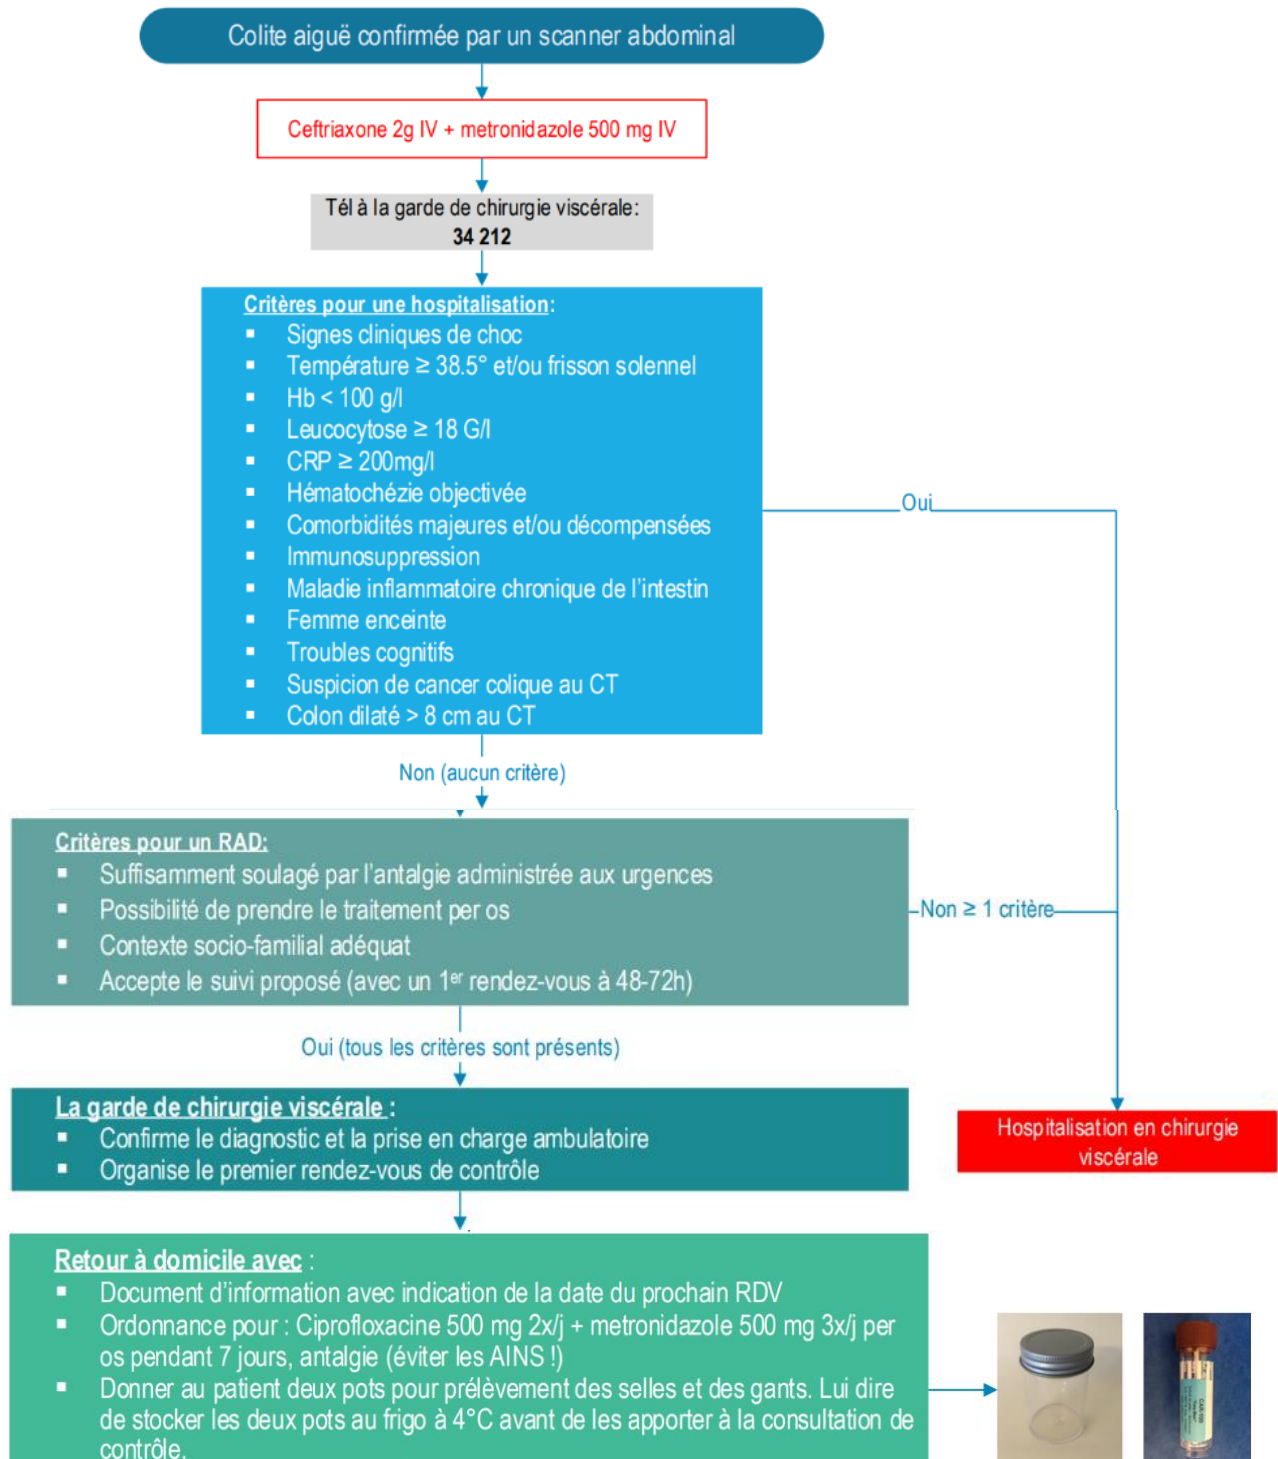 Colite aiguë confirmée par un scanner abdominal
Ceftriaxone 2g IV + metronidazole 500 mg IV
Tél à la garde de chirurgie viscérale:
34 212
Critères pour une hospitalisation:
▪ Signes cliniques de choc
▪ Température ≥ 38.5° et/ou frisson solennel
▪ Hb < 100 g/l
▪ Leucocytose ≥ 18 G/l
▪ CRP ≥ 200mg/l
▪ Hématochézie objectivée
▪ Comorbidités majeures et/ou décompensées
▪ Immunosuppression
▪ Maladie inflammatoire chronique de l'intestin
▪ Femme enceinte
▪ Troubles cognitifs
▪ Suspicion de cancer colique au CT
▪ Colon dilaté > 8 cm au CT
Oui
Non (aucun critère)
Critères pour un RAD:
▪ Suffisamment soulagé par l'antalgie administrée aux urgences
▪ Possibilité de prendre le traitement per os
▪ Contexte socio-familial adéquat
▪ Accepte le suivi proposé (avec un 1er rendez-vous à 48-72h)
Non ≥ 1 critère
Oui (tous les critères sont présents)
La garde de chirurgie viscérale :
▪ Confirme le diagnostic et la prise en charge ambulatoire
▪ Organise le premier rendez-vous de contrôle
Hospitalisation en chirurgie
viscérale
Retour à domicile avec :
▪ Document d'information avec indication de la date du prochain RDV
▪ Ordonnance pour : Ciprofloxacine 500 mg 2x/j + metronidazole 500 mg 3x/j per
os pendant 7 jours, antalgie (éviter les AINS !)
▪ Donner au patient deux pots pour prélèvement des selles et des gants. Lui dire
de stocker les deux pots au frigo à 4°C avant de les apporter à la consultation de
contrôle.